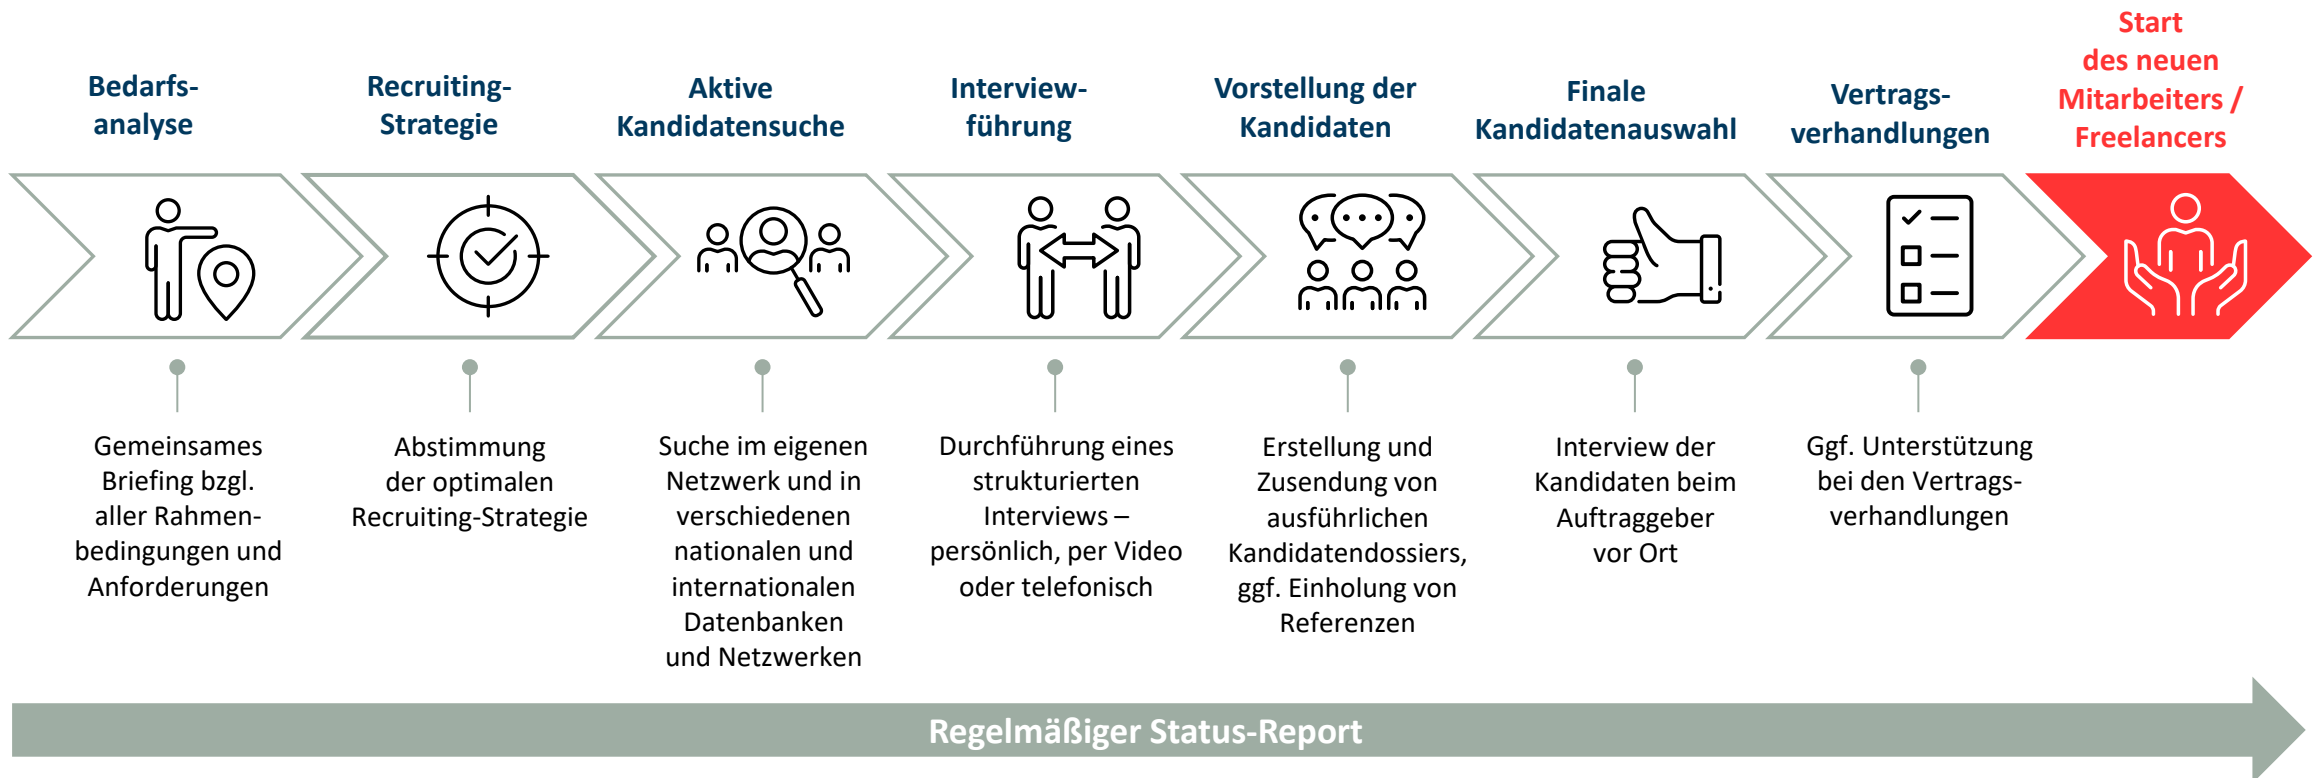 Bedarfs-
analyse
Recruiting-
Strategie
Aktive
Kandidatensuche
Interview-
führung
Vorstellung der
Kandidaten
Finale
Kandidatenauswahl
Vertrags-
verhandlungen
Start
des neuen
Mitarbeiters /
Freelancers
Gemeinsames
Briefing bzgl.
aller Rahmen-
bedingungen und
Anforderungen
Abstimmung
der optimalen
Recruiting-Strategie
Suche im eigenen
Netzwerk und in
verschiedenen
nationalen und
internationalen
Datenbanken
und Netzwerken
Durchführung eines
strukturierten
Interviews –
persönlich, per Video
oder telefonisch
Erstellung und
Zusendung von
ausführlichen
Kandidatendossiers,
ggf. Einholung von
Referenzen
Interview der
Kandidaten beim
Auftraggeber
vor Ort
Ggf. Unterstützung
bei den Vertrags-
verhandlungen
Regelmäßiger Status-Report